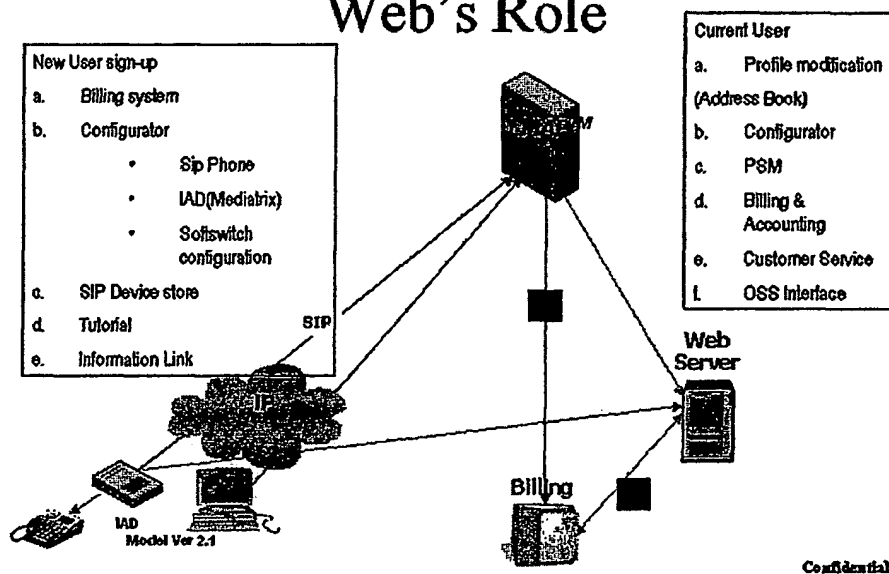 Web's Role
New User sign-up
a. Billing system
b. Configurator
• Sip Phone
• IAD(Mediatrix)
• Softswitch
configuration
c. SIP Device store
d. Tutorial
e. Information Link
Current User
a. Profile modification
(Address Book)
b. Configurator
c. PSM
d. Billing &
Accounting
e. Customer Service
f. OSS Interface
SIP
IP
Web
Server
Billing
IAD
Model Ver 2.1
Confidential